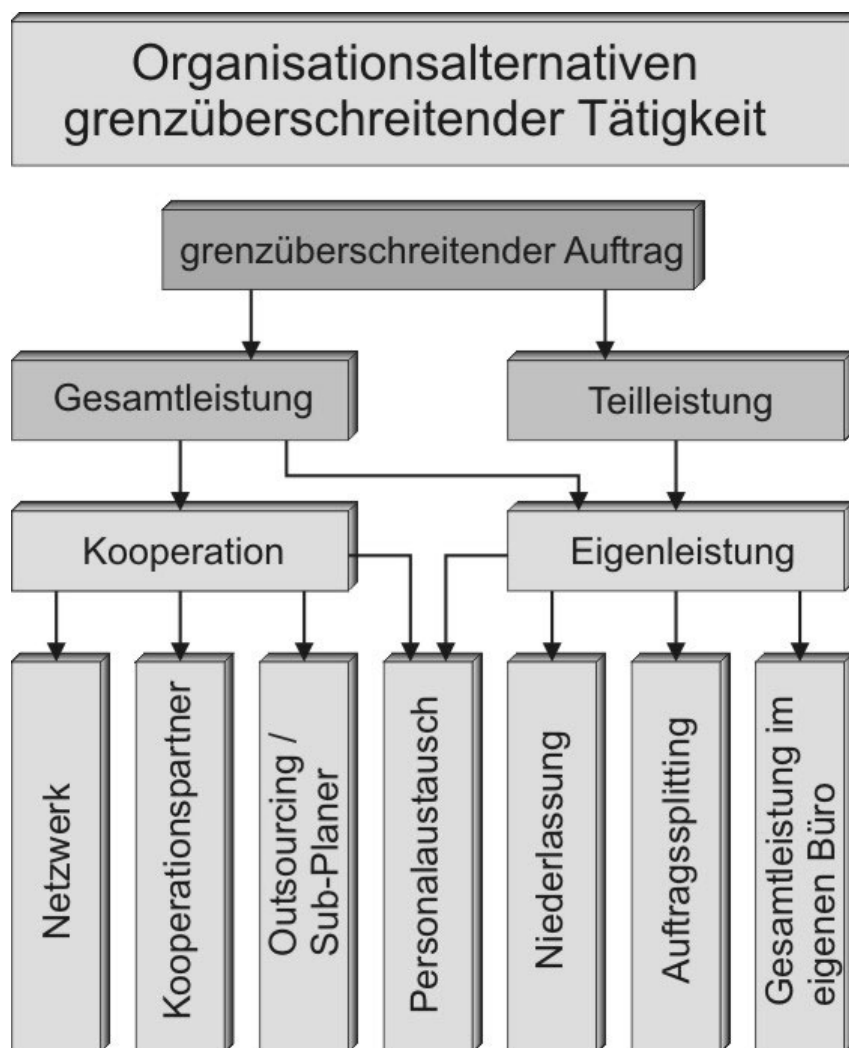 Organisationsalternativen
grenzüberschreitender Tätigkeit
grenzüberschreitender Auftrag
Gesamtleistung
Teilleistung
Kooperation
Eigenleistung
Netzwerk
Kooperationspartner
Outsourcing /
Sub-Planer
Personalaustausch
Niederlassung
Auftragssplitting
Gesamtleistung im
eigenen Büro